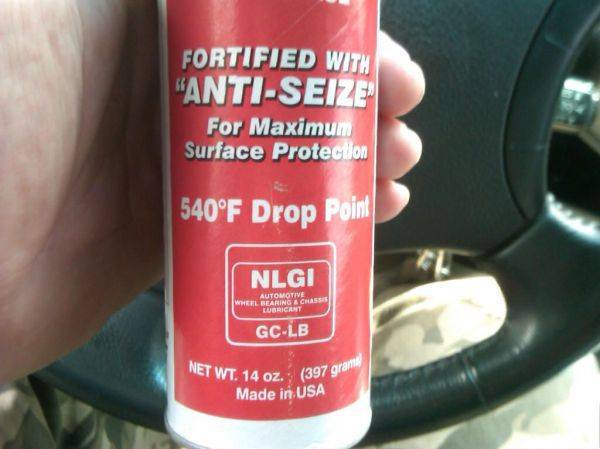 FORTIFIED WITH
"ANTI-SEIZE"
For Maximum
Surface Protection
540°F Drop Point
NLGI
AUTOMOTIVE
WHEEL BEARING & CHASSIS
LUBRICANT
GC-LB
NET WT. 14 oz. (397 grams)
Made in USA